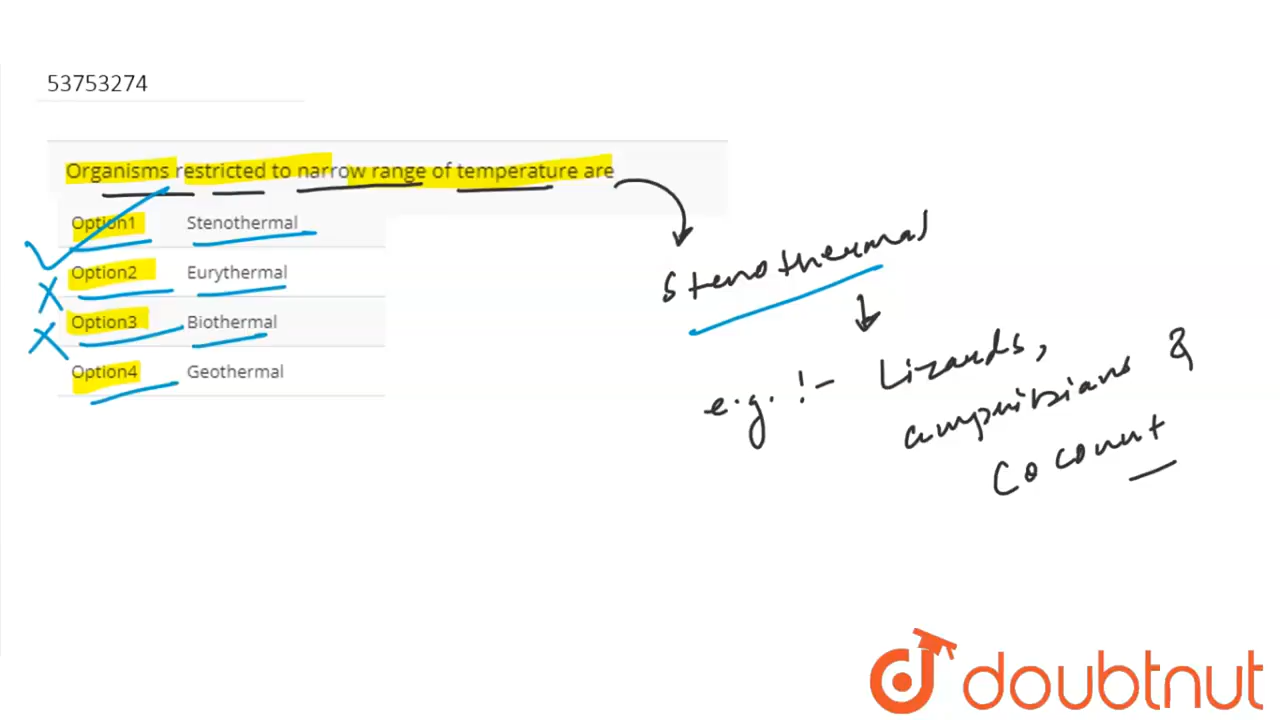 53753274
Organisms restricted to narrow range of temperature are
Option1 Stenothermal
Option2 Eurythermal
Option3 Biothermal
Option4 Geothermal
Stenothermal
e.g. :- Lizards,
amphibians &
Coconut
doubtnut